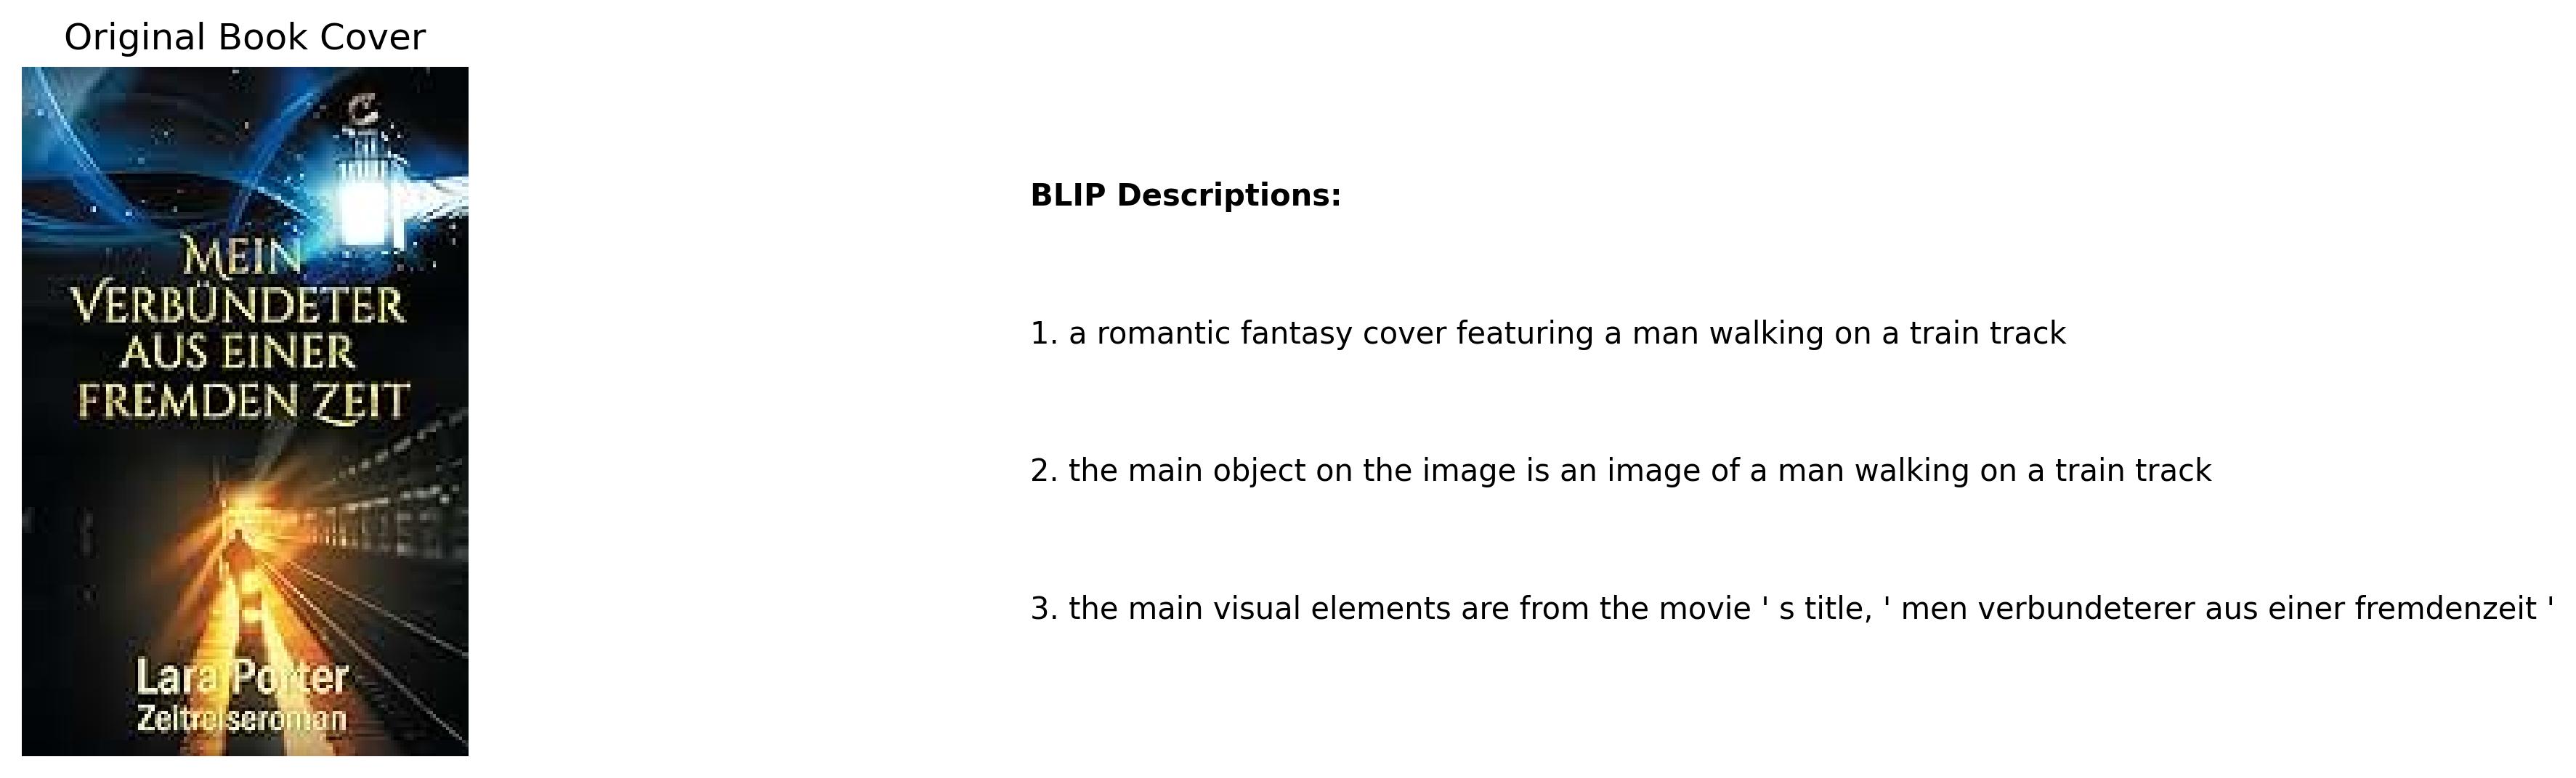 Original Book Cover
MEIN
VERBÜNDETER
AUS EINER
FREMDEN ZEIT
Lara Porter
Zeitreiseroman
BLIP Descriptions:
1. a romantic fantasy cover featuring a man walking on a train track
2. the main object on the image is an image of a man walking on a train track
3. the main visual elements are from the movie ' s title, ' men verbundeterer aus einer fremdenzeit '